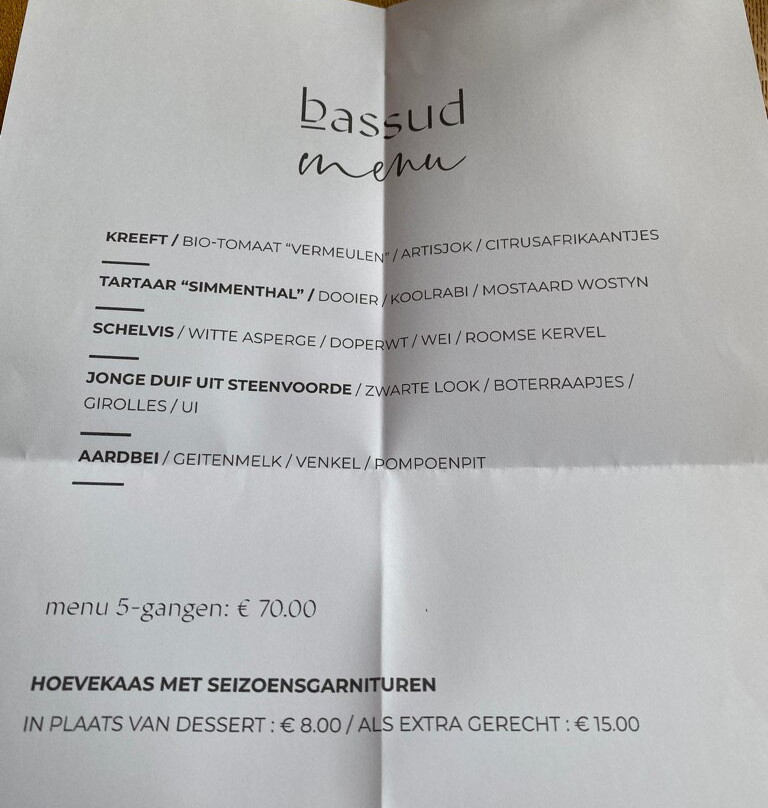 bassud
menu
KREEFT / BIO-TOMAAT “VERMEULEN” / ARTISJOK / CITRUSAFRIKAANTJES
TARTAAR “SIMMENTHAL” / DOOIER / KOOLRABI / MOSTAARD WOSTYN
SCHELVIS / WITTE ASPERGE / DOPERWT / WEI / ROOMSE KERVEL
JONGE DUIF UIT STEENVOORDE / ZWARTE LOOK / BOTERRAAPJES /
GIROLLES / UI
AARDBEI / GEITENMELK / VENKEL / POMPOENPIT
menu 5-gangen: € 70.00
HOEVEKAAS MET SEIZOENSGARNITUREN
IN PLAATS VAN DESSERT : € 8.00 / ALS EXTRA GERECHT : € 15.00